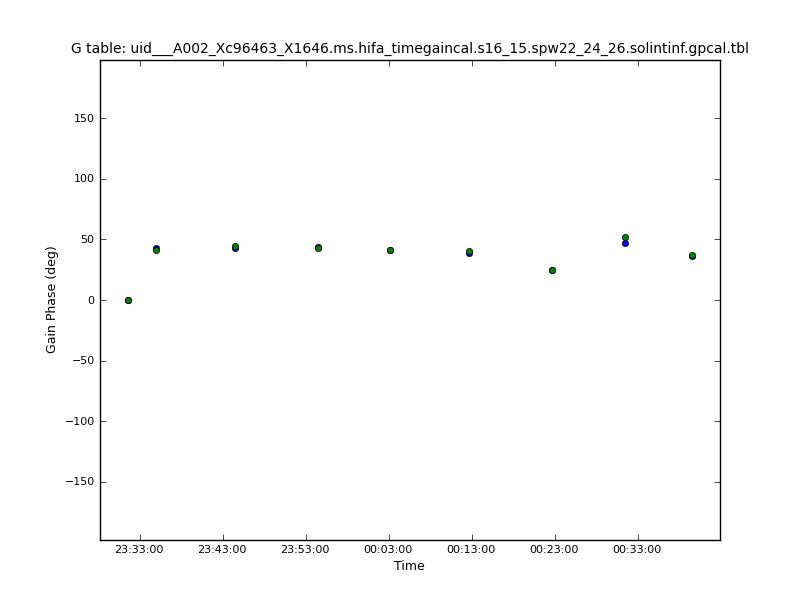 G table: uid___A002_Xc96463_X1646.ms.hifa_timegaincal.s16_15.spw22_24_26.solintinf.gpcal.tbl
150
100
50
0
−50
−100
−150
Gain Phase (deg)
23:33:00 23:43:00 23:53:00 00:03:00 00:13:00 00:23:00 00:33:00
Time